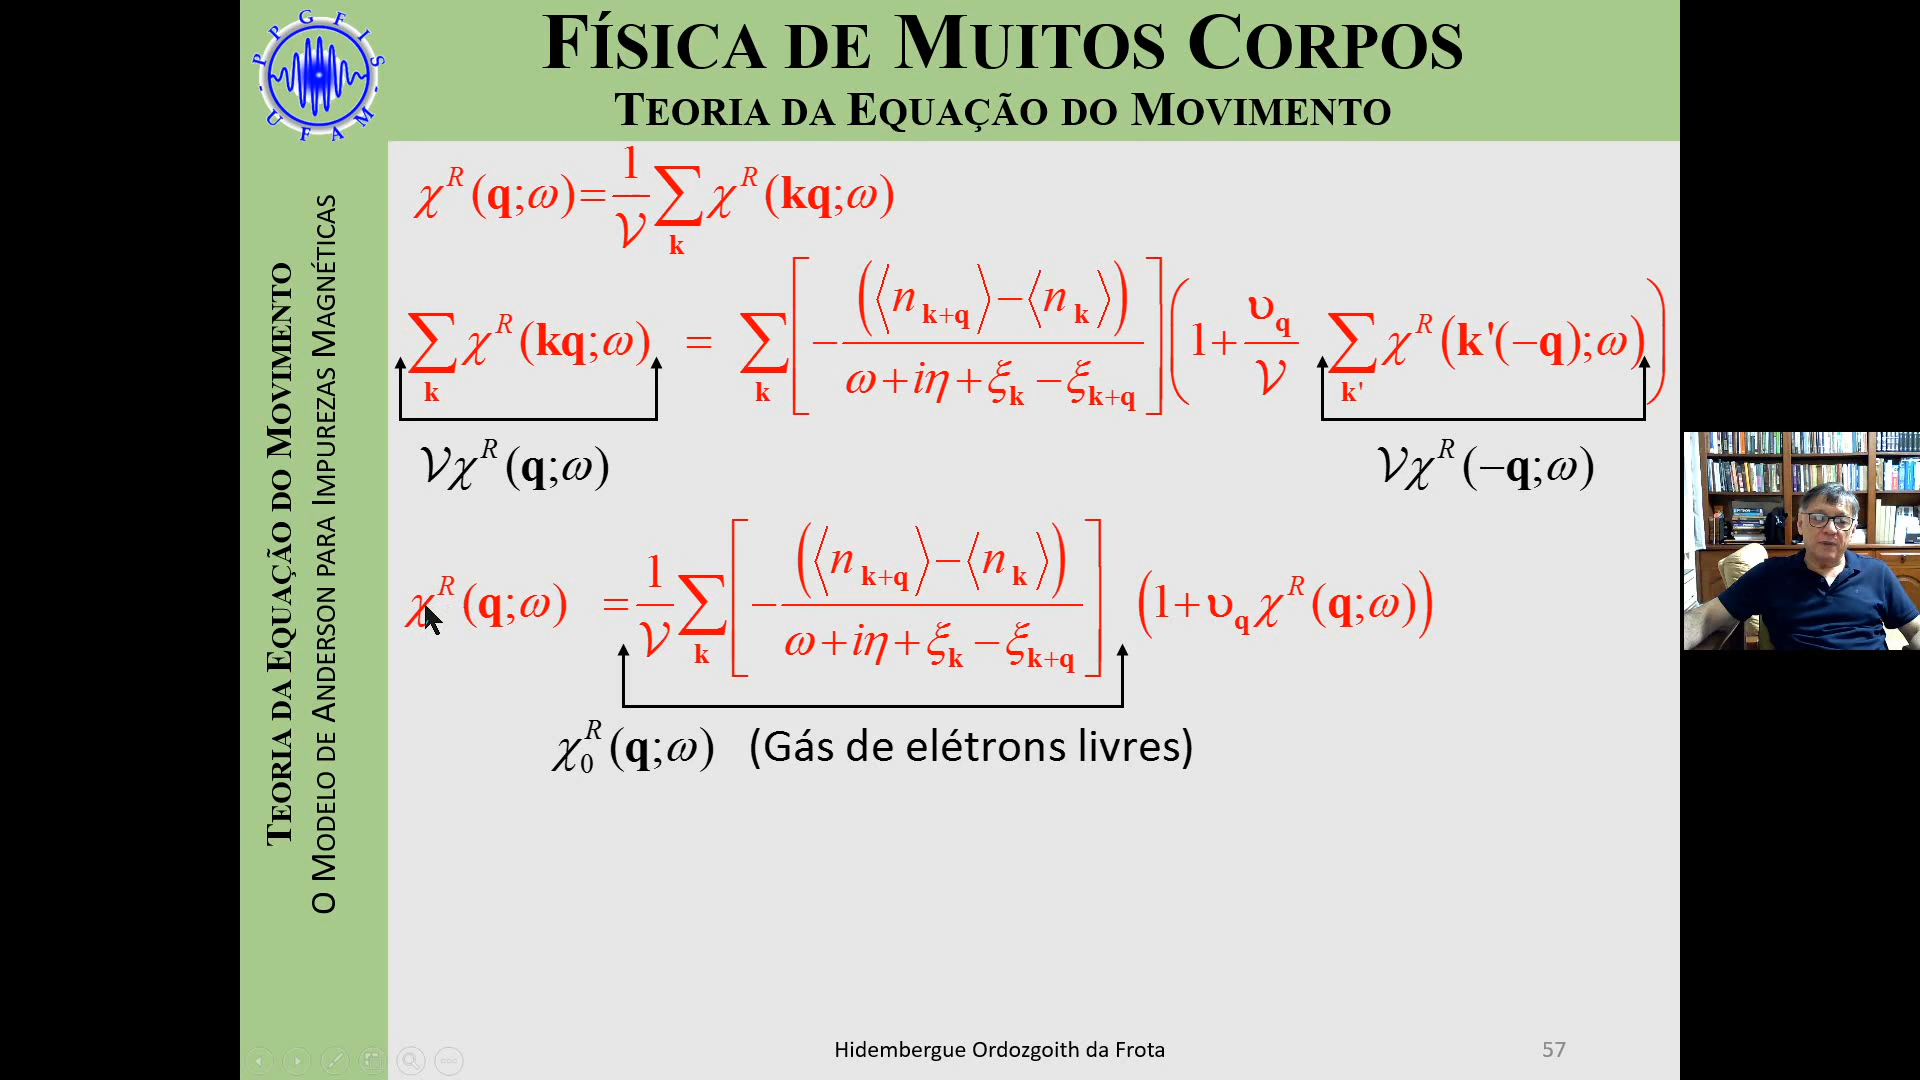 PPGFIS
- UFAM -
FÍSICA DE MUITOS CORPOS
TEORIA DA EQUAÇÃO DO MOVIMENTO
TEORIA DA EQUAÇÃO DO MOVIMENTO
O MODELO DE ANDERSON PARA IMPUREZAS MAGNÉTICAS
χ^R(q;ω)=1/𝒱 ∑_k χ^R(kq;ω)
∑_k χ^R(kq;ω) = ∑_k [−(⟨n_{k+q}⟩−⟨n_k⟩)/(ω+iη+ξ_k−ξ_{k+q})] (1+υ_q/𝒱 ∑_{k'} χ^R(k'(−q);ω))
𝒱χ^R(q;ω) 𝒱χ^R(−q;ω)
χ^R(q;ω) =1/𝒱 ∑_k [−(⟨n_{k+q}⟩−⟨n_k⟩)/(ω+iη+ξ_k−ξ_{k+q})] (1+υ_q χ^R(q;ω))
χ_0^R(q;ω) (Gás de elétrons livres)
Hidembergue Ordozgoith da Frota 57